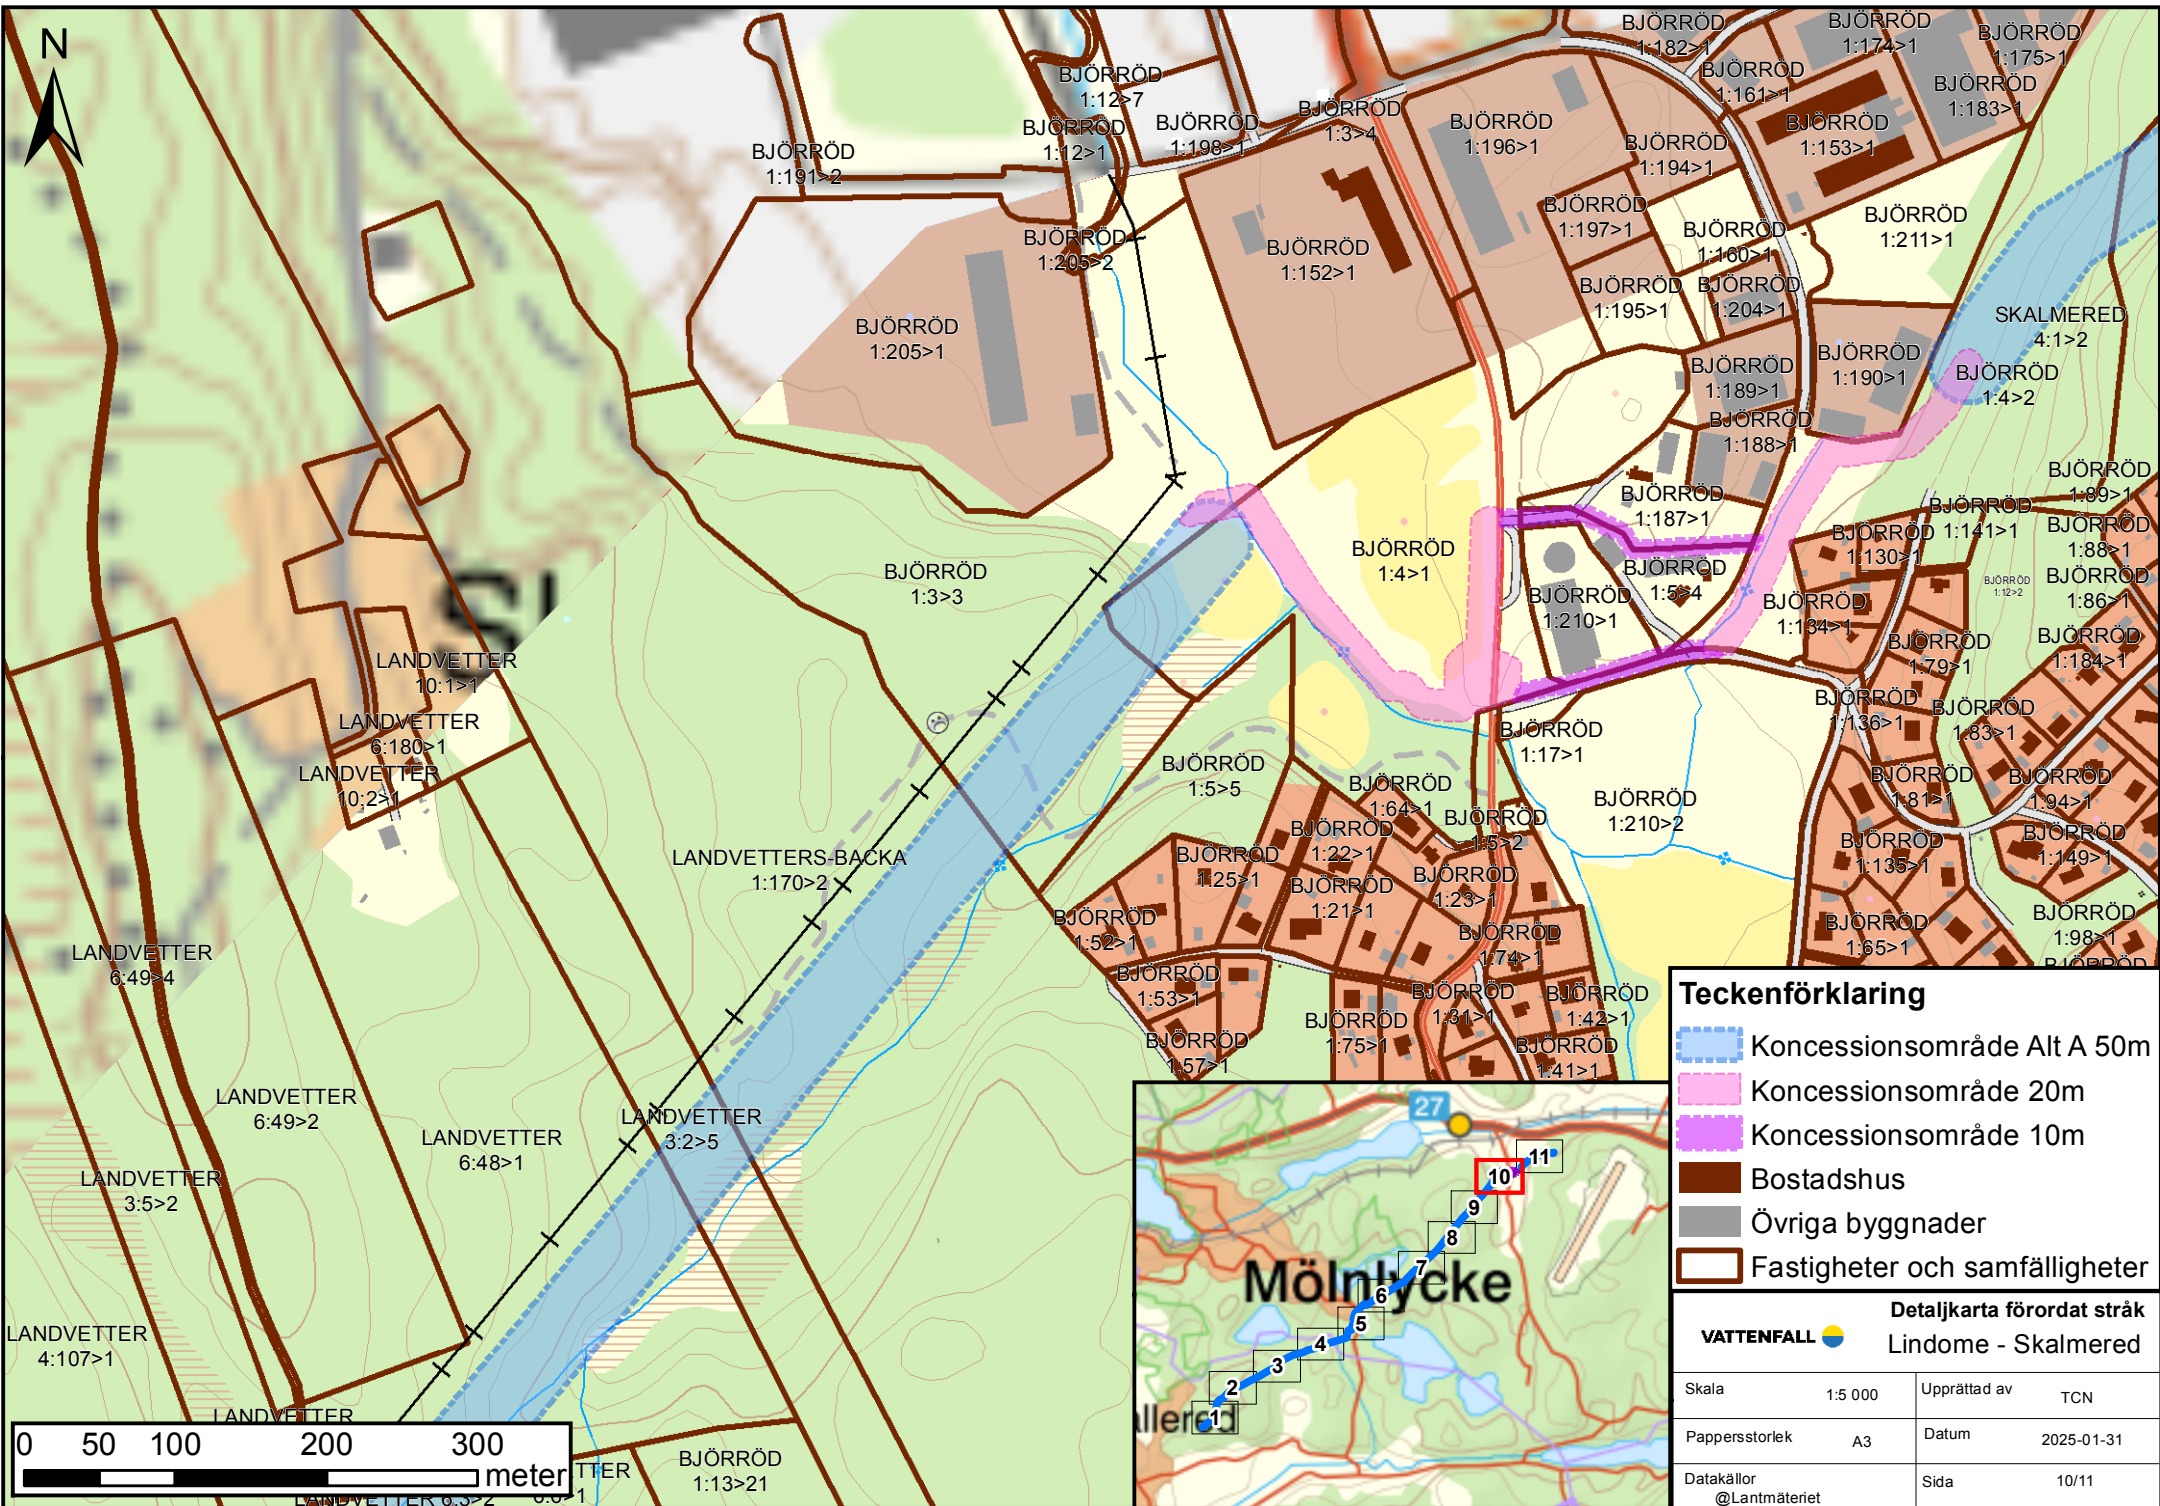 N
BJÖRRÖD
1:182>1
BJÖRRÖD
1:174>1
BJÖRRÖD
1:175>1
BJÖRRÖD
1:12>7
BJÖRRÖD
1:161>1
BJÖRRÖD
1:183>1
BJÖRRÖD
1:12>1
BJÖRRÖD
1:198>1
BJÖRRÖD
1:3>4
BJÖRRÖD
1:196>1
BJÖRRÖD
1:194>1
BJÖRRÖD
1:153>1
BJÖRRÖD
1:191>2
BJÖRRÖD
1:197>1
BJÖRRÖD
1:160>1
BJÖRRÖD
1:211>1
BJÖRRÖD
1:205>2
BJÖRRÖD
1:152>1
BJÖRRÖD
1:195>1
BJÖRRÖD
1:204>1
SKALMERED
4:1>2
BJÖRRÖD
1:205>1
BJÖRRÖD
1:189>1
BJÖRRÖD
1:190>1
BJÖRRÖD
1:4>2
BJÖRRÖD
1:188>1
BJÖRRÖD
1:89>1
BJÖRRÖD
1:187>1
BJÖRRÖD
1:141>1
BJÖRRÖD
1:130>1
BJÖRRÖD
1:88>1
BJÖRRÖD
1:4>1
BJÖRRÖD
1:3>3
BJÖRRÖD
1:5>4
BJÖRRÖD
1:12>2
BJÖRRÖD
1:86>1
BJÖRRÖD
1:210>1
BJÖRRÖD
1:134>1
BJÖRRÖD
1:79>1
BJÖRRÖD
1:184>1
SI
LANDVETTER
10:1>1
LANDVETTER
6:180>1
LANDVETTER
10:2>1
BJÖRRÖD
1:17>1
BJÖRRÖD
1:136>1
BJÖRRÖD
1:83>1
BJÖRRÖD
1:5>5
BJÖRRÖD
1:64>1
BJÖRRÖD
1:5>2
BJÖRRÖD
1:210>2
BJÖRRÖD
1:81>1
BJÖRRÖD
1:94>1
BJÖRRÖD
1:22>1
BJÖRRÖD
1:25>1
BJÖRRÖD
1:135>1
BJÖRRÖD
1:149>1
LANDVETTERS-BACKA
1:170>2
BJÖRRÖD
1:21>1
BJÖRRÖD
1:23>1
BJÖRRÖD
1:52>1
BJÖRRÖD
1:74>1
BJÖRRÖD
1:65>1
BJÖRRÖD
1:98>1
BJÖRRÖD
LANDVETTER
6:49>4
BJÖRRÖD
1:53>1
BJÖRRÖD
1:31>1
BJÖRRÖD
1:42>1
BJÖRRÖD
1:75>1
BJÖRRÖD
1:57>1
BJÖRRÖD
1:41>1
LANDVETTER
6:49>2
LANDVETTER
3:2>5
LANDVETTER
6:48>1
LANDVETTER
3:5>2
LANDVETTER
4:107>1
LANDVETTER
BJÖRRÖD
1:13>21
TTER
LANDVETTER 6:3>2
0 50 100 200 300
meter
27
11
10
9
8
7
6
5
4
3
2
1
Mölnlycke
llered
Teckenförklaring
Koncessionsområde Alt A 50m
Koncessionsområde 20m
Koncessionsområde 10m
Bostadshus
Övriga byggnader
Fastigheter och samfälligheter
VATTENFALL
Detaljkarta förordat stråk
Lindome - Skalmered
Skala 1:5 000
Upprättad av TCN
Pappersstorlek A3
Datum 2025-01-31
Datakällor
@Lantmäteriet
Sida 10/11